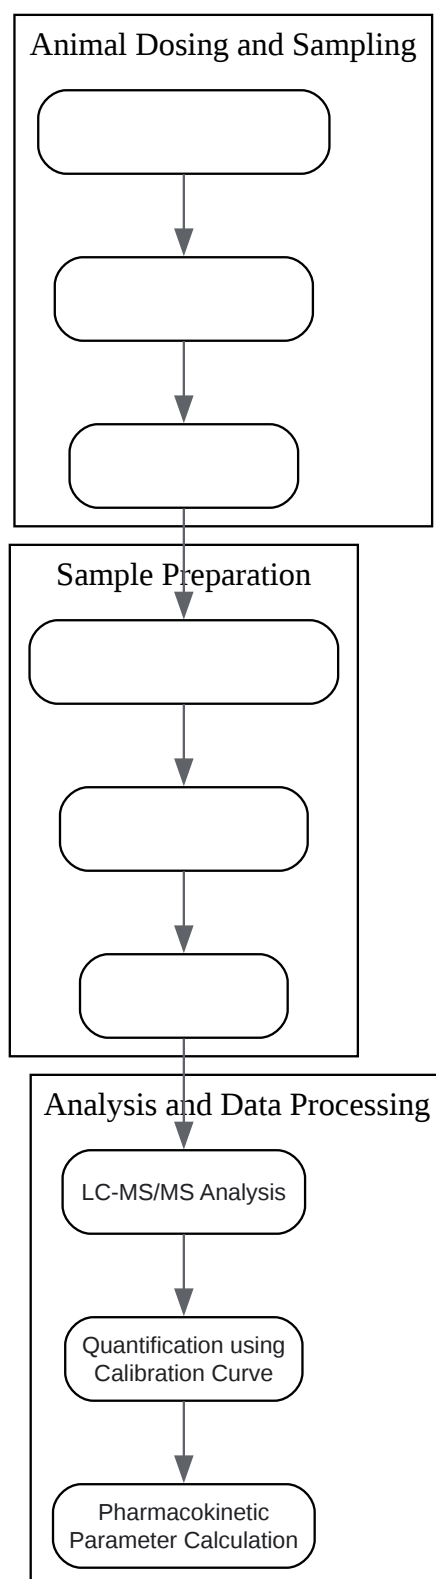 Animal Dosing and Sampling
Sample Preparation
Analysis and Data Processing
LC-MS/MS Analysis
Quantification using
Calibration Curve
Pharmacokinetic
Parameter Calculation